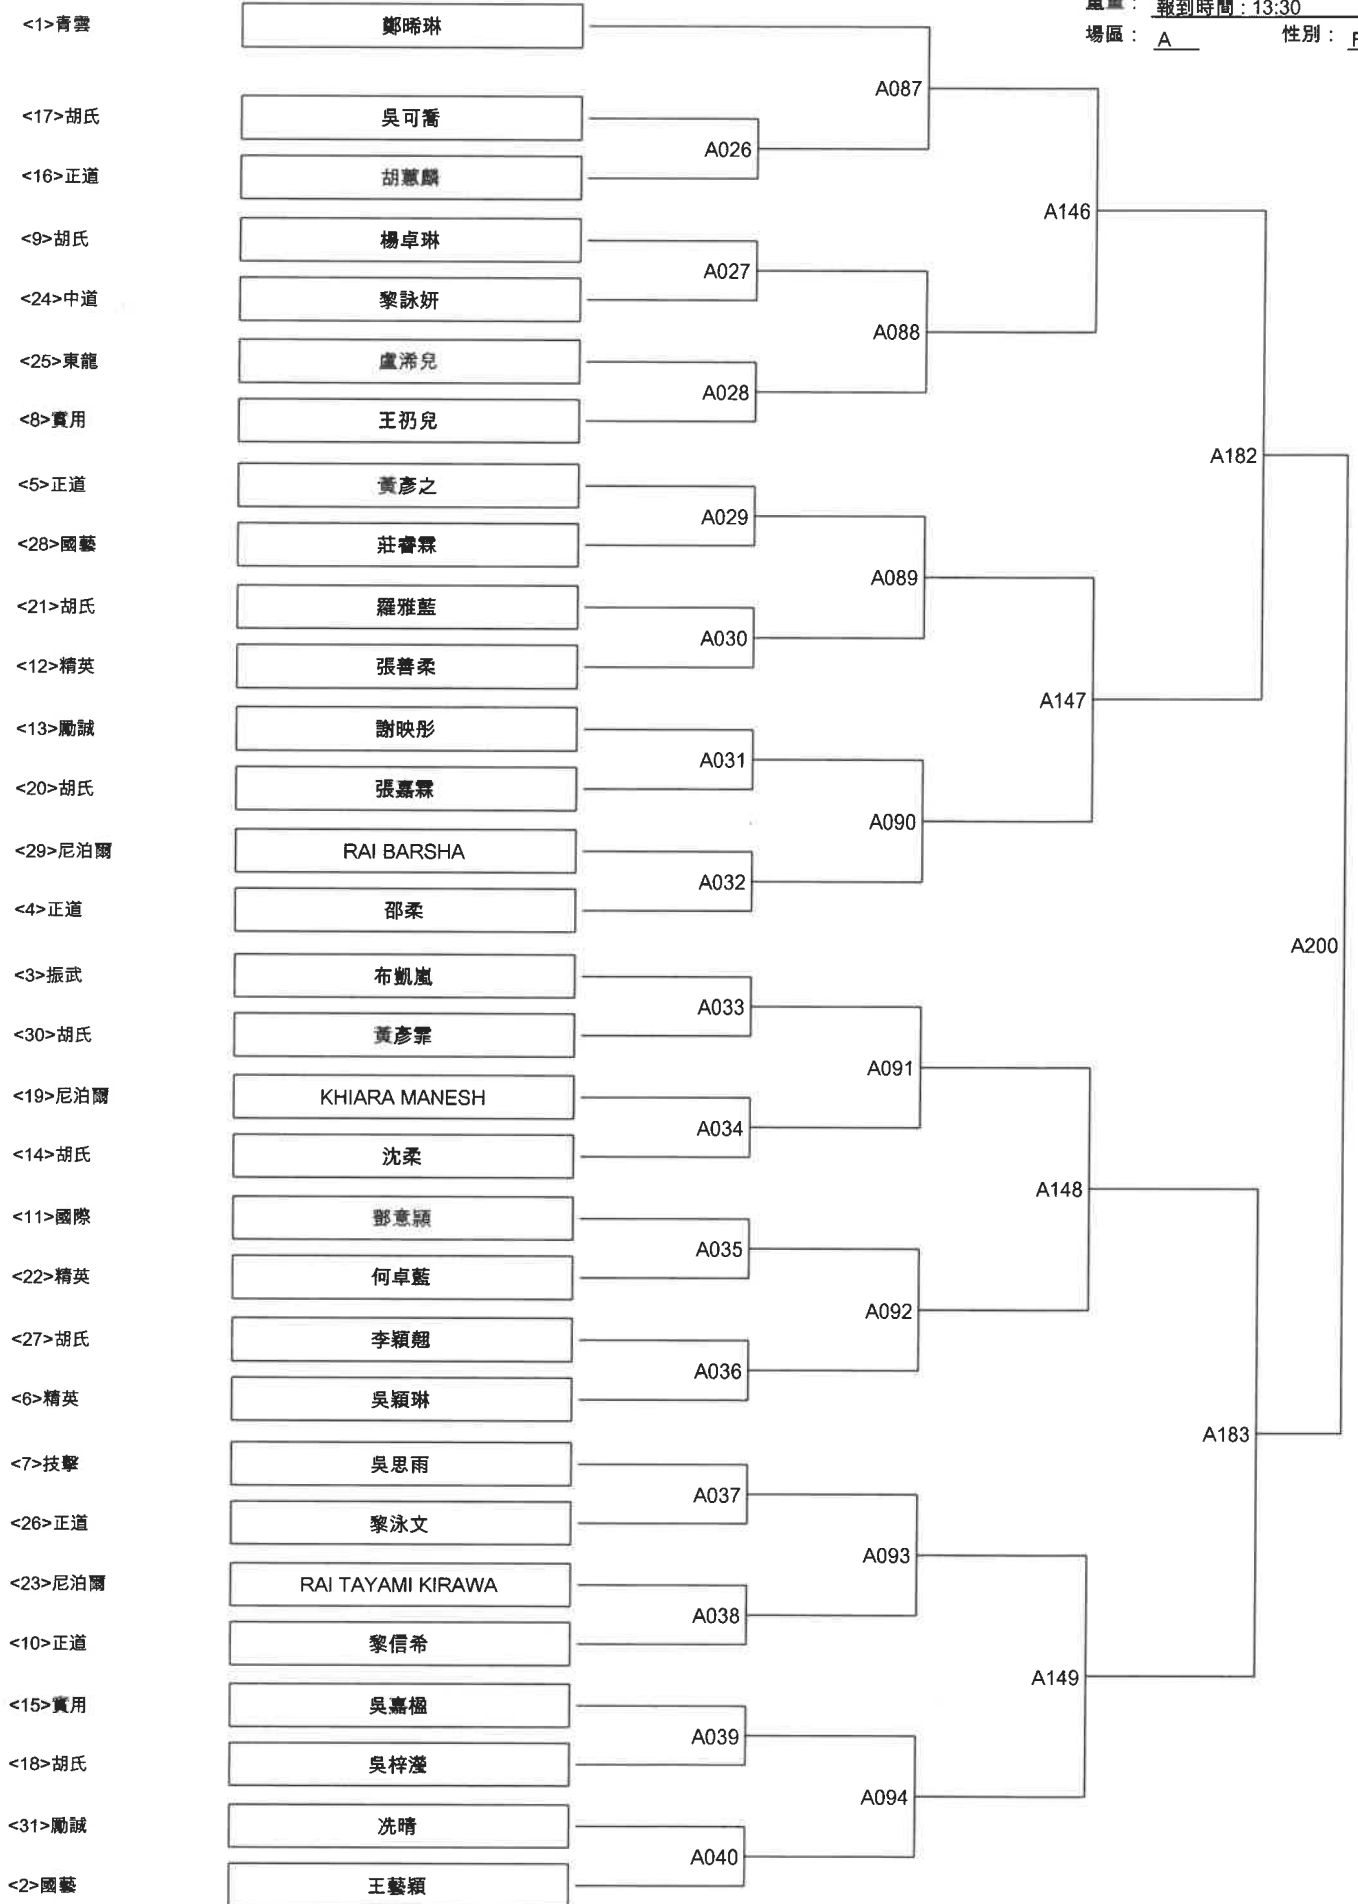 重量： 報到時間 : 13:30
場區： A 性別： F
<1>青雲 鄭晞琳
A087
<17>胡氏 吳可喬
A026
<16>正道 胡蕙麟
A146
<9>胡氏 楊卓琳
A027
<24>中道 黎詠妍
A088
<25>東龍 盧浠兒
A028
<8>實用 王礽兒
A182
<5>正道 黃彥之
A029
<28>國藝 莊睿霖
A089
<21>胡氏 羅雅藍
A030
<12>精英 張善柔
A147
<13>勵誠 謝映彤
A031
<20>胡氏 張嘉霖
A090
<29>尼泊爾 RAI BARSHA
A032
<4>正道 邵柔
A200
<3>振武 布凱嵐
A033
<30>胡氏 黃彥霏
A091
<19>尼泊爾 KHIARA MANESH
A034
<14>胡氏 沈柔
A148
<11>國際 鄧意頴
A035
<22>精英 何卓藍
A092
<27>胡氏 李穎翹
A036
<6>精英 吳穎琳
A183
<7>技擊 吳思雨
A037
<26>正道 黎泳文
A093
<23>尼泊爾 RAI TAYAMI KIRAWA
A038
<10>正道 黎信希
A149
<15>實用 吳嘉楹
A039
<18>胡氏 吳梓瀅
A094
<31>勵誠 冼晴
A040
<2>國藝 王藝穎